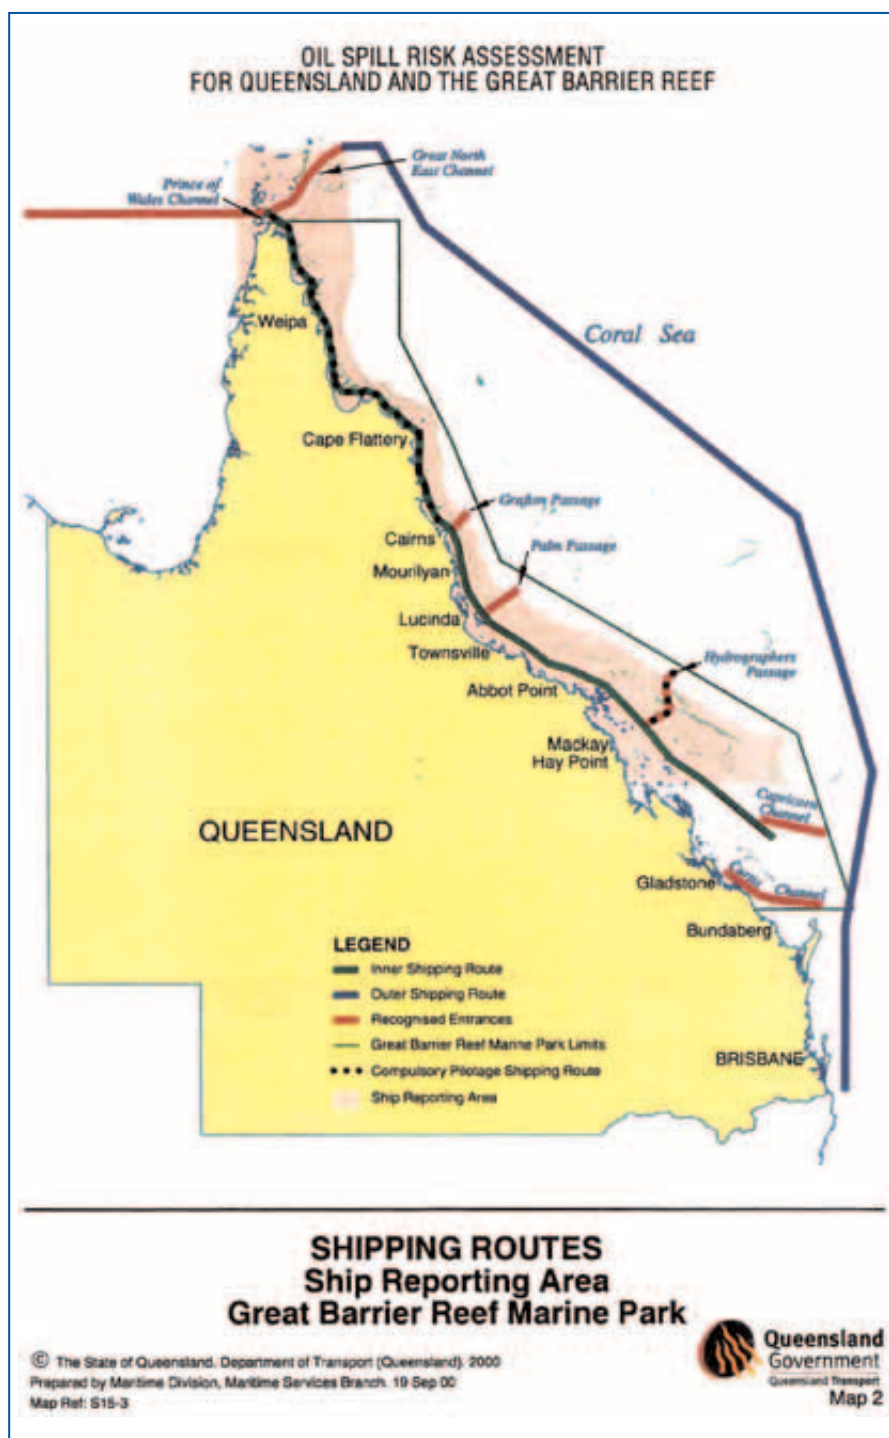 OIL SPILL RISK ASSESSMENT
FOR QUEENSLAND AND THE GREAT BARRIER REEF
Great North
East Channel
Prince of
Wales Channel
Weipa
Coral Sea
Cape Flattery
Grafton Passage
Cairns
Palm Passage
Mourilyan
Lucinda
Townsville
Hydrographers
Passage
Abbot Point
Mackay
Hay Point
Capricorn
Channel
QUEENSLAND
Gladstone
Curtis Channel
Bundaberg
LEGEND
Inner Shipping Route
Outer Shipping Route
Recognised Entrances
Great Barrier Reef Marine Park Limits
Compulsory Pilotage Shipping Route
Ship Reporting Area
BRISBANE
SHIPPING ROUTES
Ship Reporting Area
Great Barrier Reef Marine Park
© The State of Queensland. Department of Transport (Queensland). 2000
Prepared by Maritime Division, Maritime Services Branch. 19 Sep 00
Map Ref: S15-3
Queensland
Government
Queensland Transport
Map 2